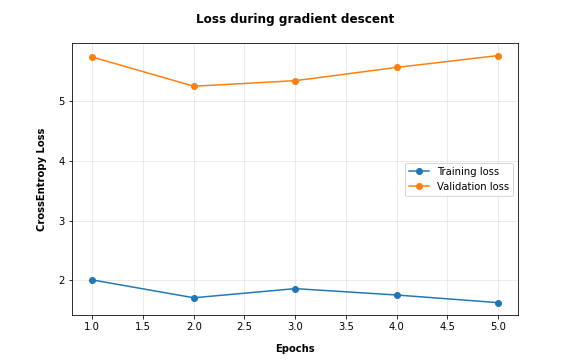 Loss during gradient descent
CrossEntropy Loss
5
4
3
2
Training loss
Validation loss
1.0 1.5 2.0 2.5 3.0 3.5 4.0 4.5 5.0
Epochs